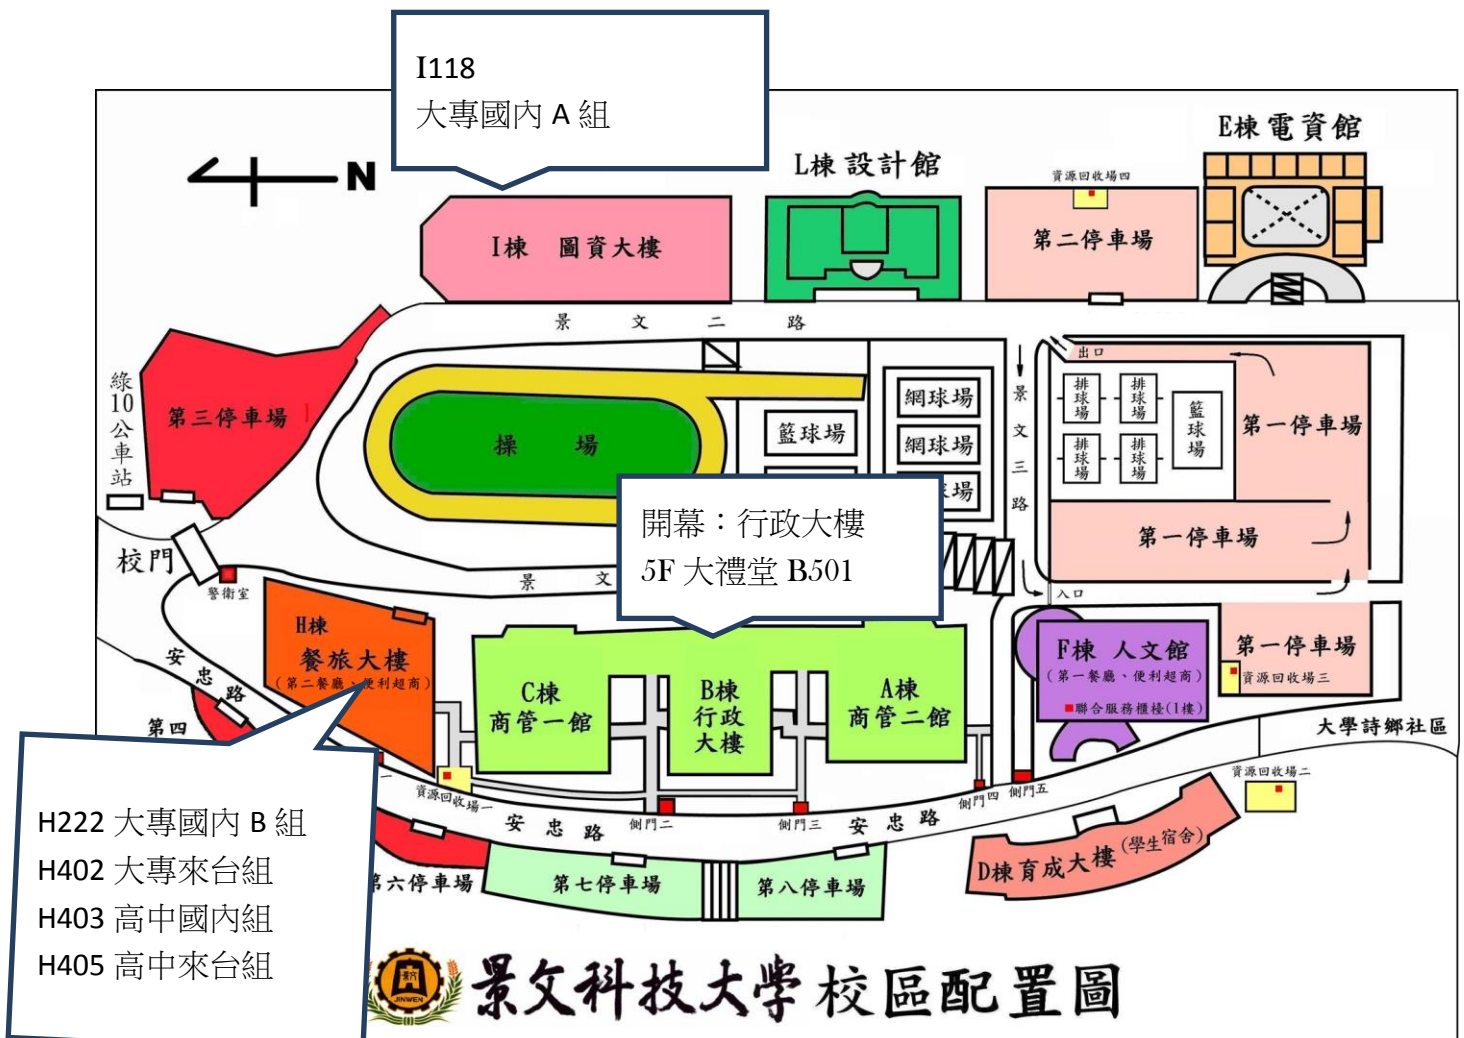 I118
大專國內 A 組
N
I棟 圖資大樓
L棟 設計館
資源回收場四
第二停車場
E棟 電資館
景文二路
綠10公車站
第三停車場
操場
籃球場
網球場
網球場
球場
景文三路
出口
排球場
排球場
排球場
排球場
籃球場
第一停車場
第一停車場
開幕：行政大樓
5F 大禮堂 B501
校門
警衛室
景文
入口
H棟
餐旅大樓
(第二餐廳、便利超商)
C棟
商管一館
B棟
行政
大樓
A棟
商管二館
F棟 人文館
(第一餐廳、便利超商)
聯合服務櫃檯(1樓)
第一停車場
資源回收場三
大學詩鄉社區
安忠路
第四
一
資源回收場一
側門二
側門三
側門四
側門五
安忠路
安忠路
資源回收場二
第六停車場
第七停車場
第八停車場
D棟育成大樓(學生宿舍)
H222 大專國內 B 組
H402 大專來台組
H403 高中國內組
H405 高中來台組
JINWEN
景文科技大學校區配置圖